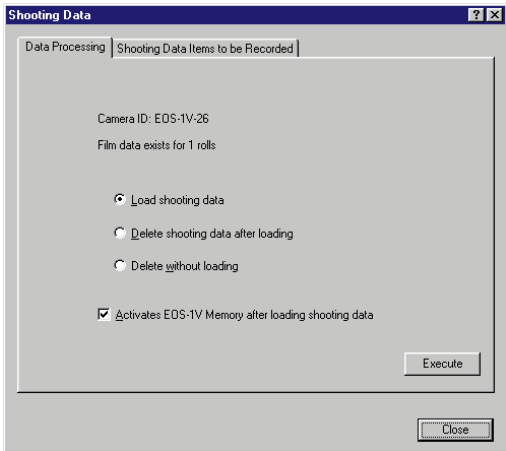 Shooting Data
Data Processing
Shooting Data Items to be Recorded
Camera ID: EOS-1V-26
Film data exists for 1 rolls
Load shooting data
Delete shooting data after loading
Delete without loading
Activates EOS-1V Memory after loading shooting data
Execute
Close